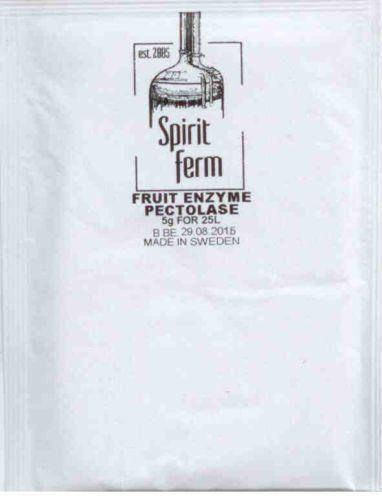 est. 2005
Spirit
ferm
FRUIT ENZYME
PECTOLASE
5g FOR 25L
B BE 29.08.2015
MADE IN SWEDEN